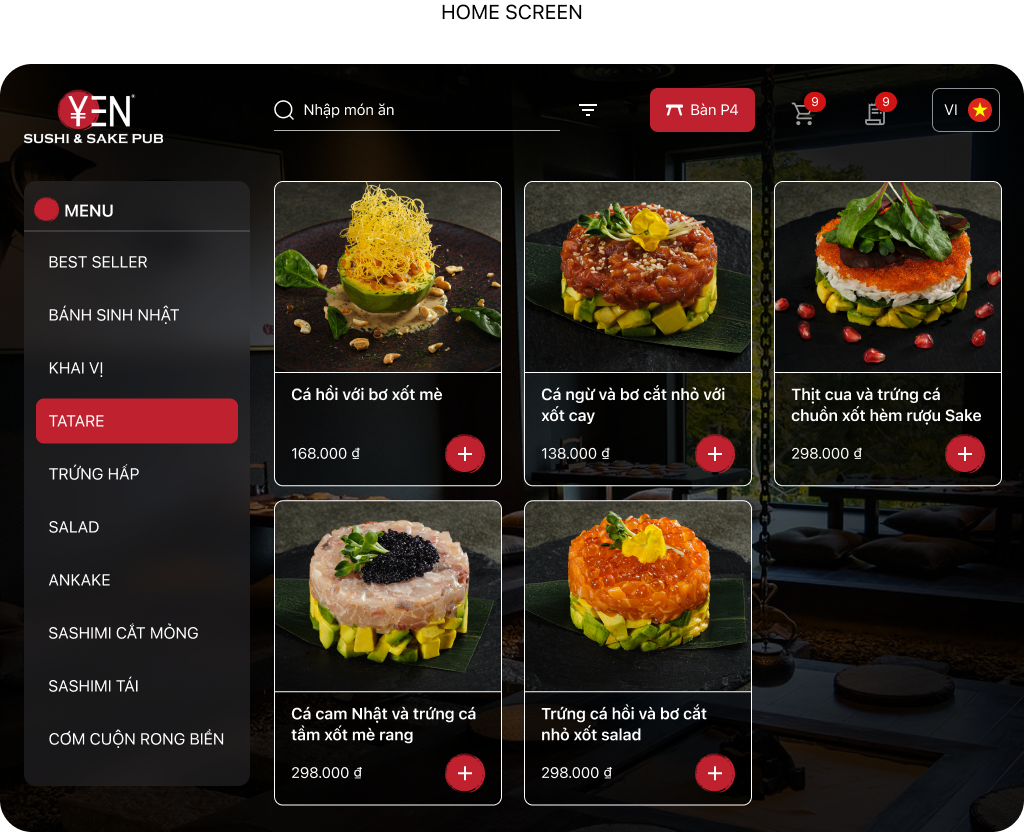 HOME SCREEN
YEN
SUSHI & SAKE PUB
Nhập món ăn
Bàn P4
9
9
VI
MENU
BEST SELLER
BÁNH SINH NHẬT
KHAI VỊ
TATARE
TRỨNG HẤP
SALAD
ANKAKE
SASHIMI CẮT MỎNG
SASHIMI TÁI
CƠM CUỘN RONG BIỂN
Cá hồi với bơ xốt mè
168.000 ₫
Cá ngừ và bơ cắt nhỏ với
xốt cay
138.000 ₫
Thịt cua và trứng cá
chuồn xốt hèm rượu Sake
298.000 ₫
Cá cam Nhật và trứng cá
tầm xốt mè rang
298.000 ₫
Trứng cá hồi và bơ cắt
nhỏ xốt salad
298.000 ₫